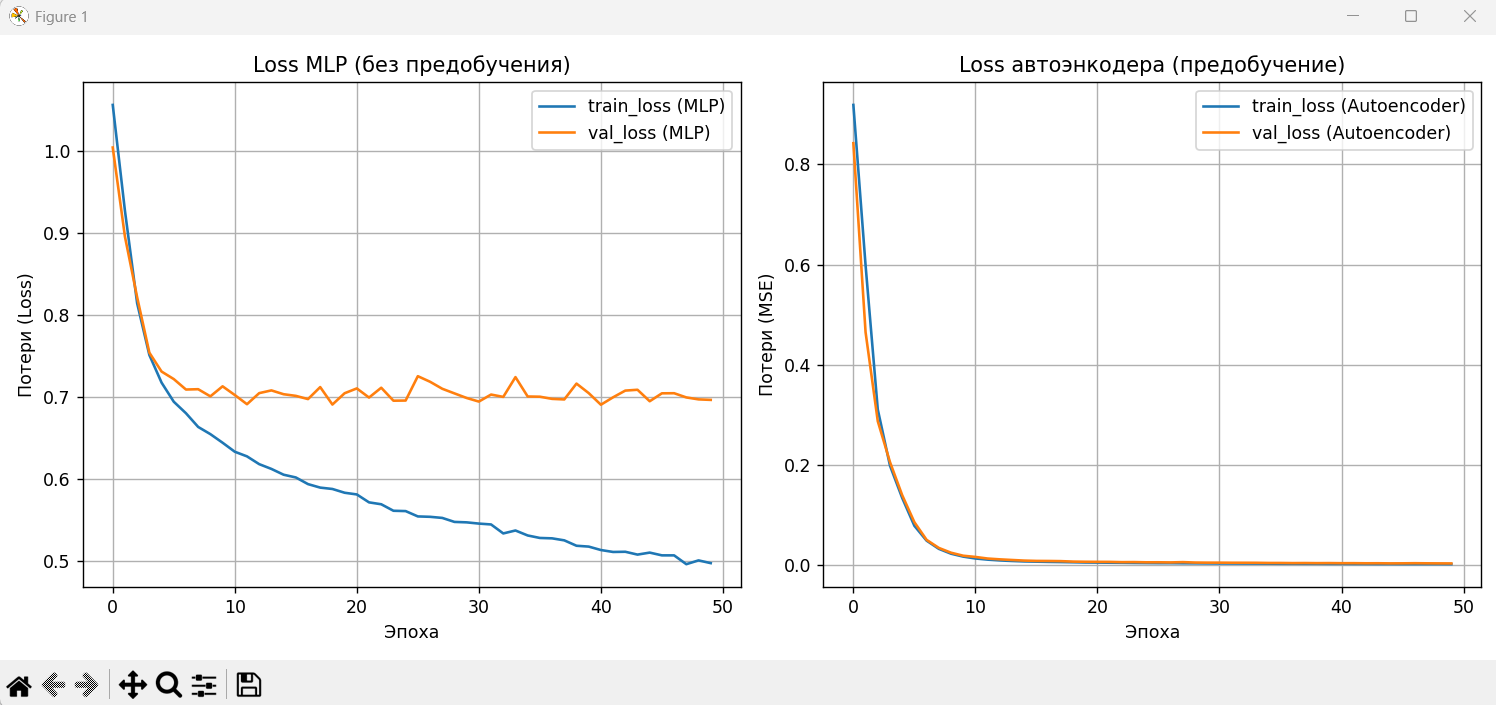 Figure 1
Loss MLP (без предобучения)
train_loss (MLP)
val_loss (MLP)
Потери (Loss)
1.0
0.9
0.8
0.7
0.6
0.5
0 10 20 30 40 50
Эпоха
Loss автоэнкодера (предобучение)
train_loss (Autoencoder)
val_loss (Autoencoder)
Потери (MSE)
0.8
0.6
0.4
0.2
0.0
0 10 20 30 40 50
Эпоха